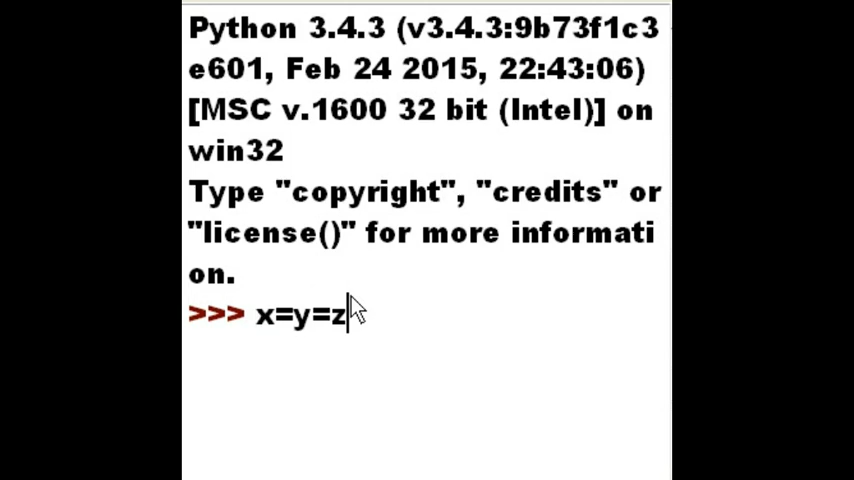 Python 3.4.3 (v3.4.3:9b73f1c3
e601, Feb 24 2015, 22:43:06)
[MSC v.1600 32 bit (Intel)] on
win32
Type "copyright", "credits" or
"license()" for more informati
on.
>>> x=y=z